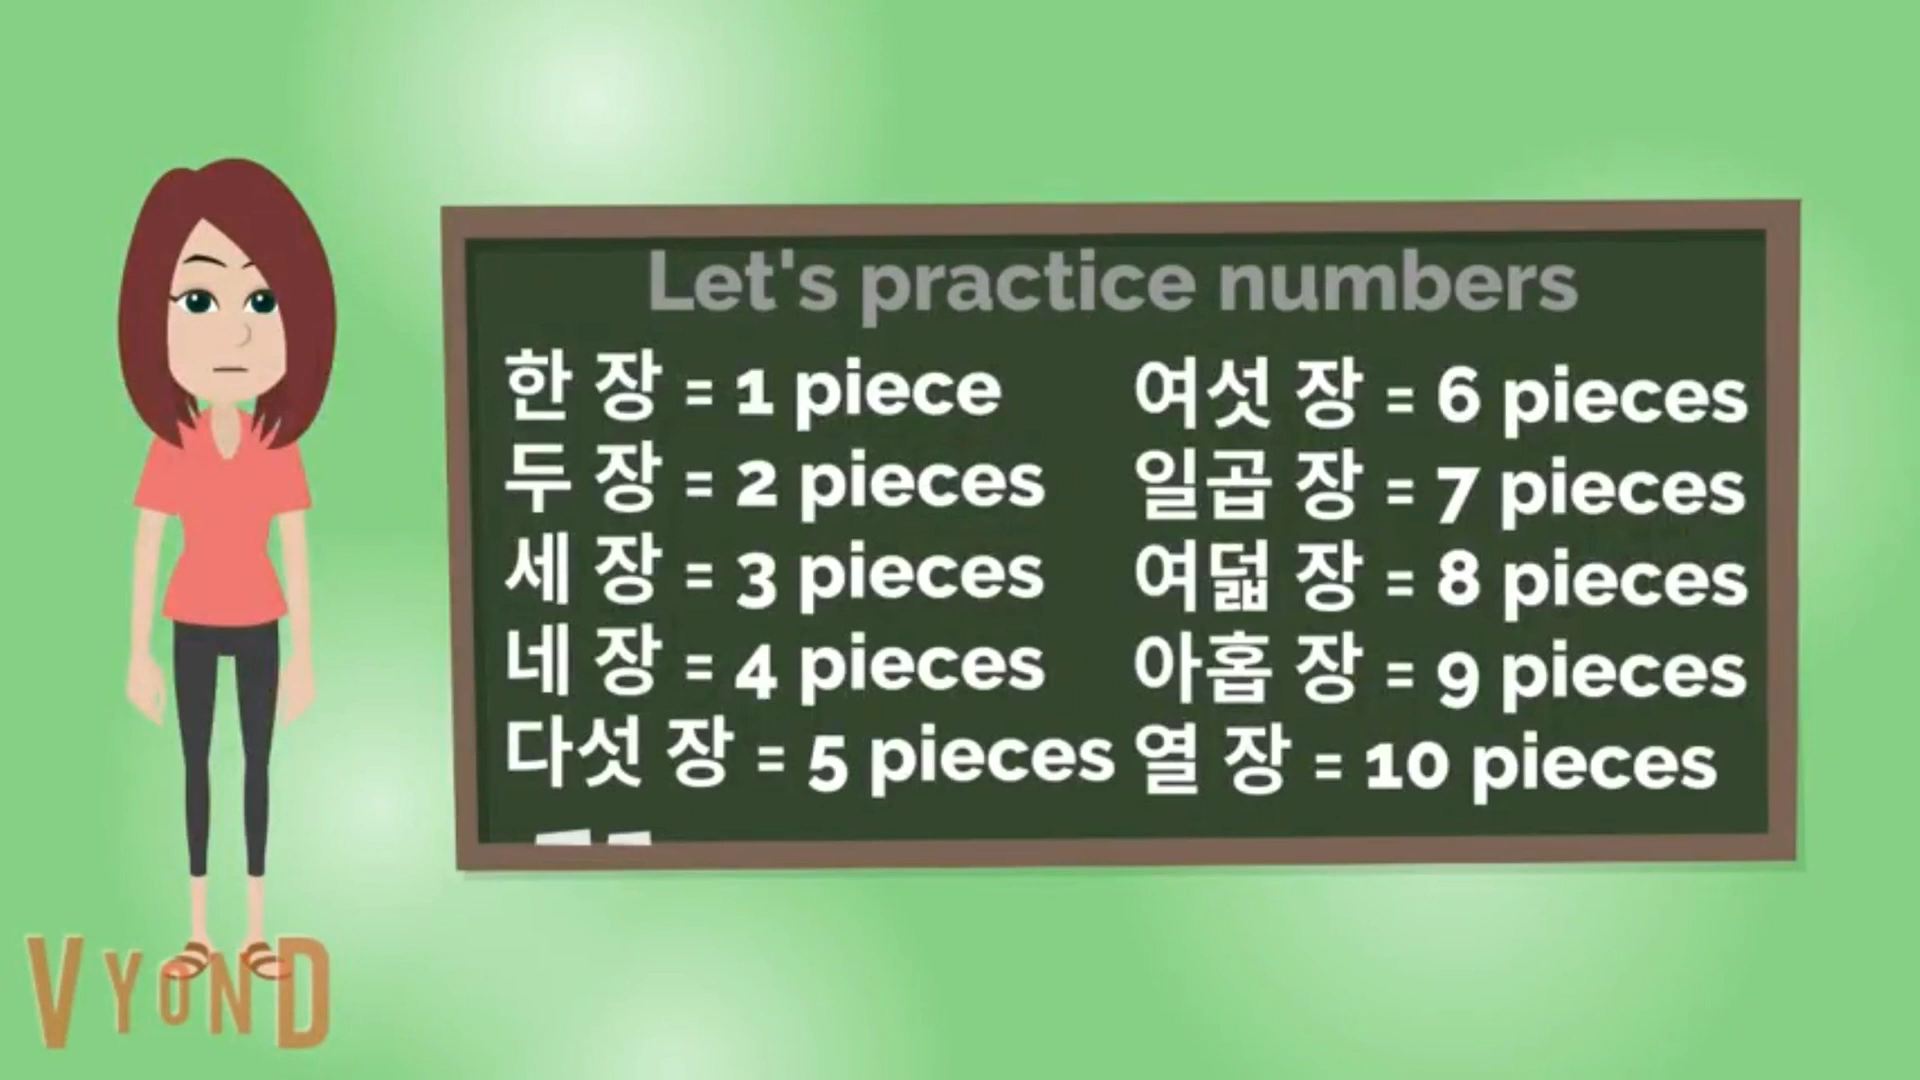 Let's practice numbers
한 장 = 1 piece
두 장 = 2 pieces
세 장 = 3 pieces
네 장 = 4 pieces
다섯 장 = 5 pieces
여섯 장 = 6 pieces
일곱 장 = 7 pieces
여덟 장 = 8 pieces
아홉 장 = 9 pieces
열 장 = 10 pieces
VYOND